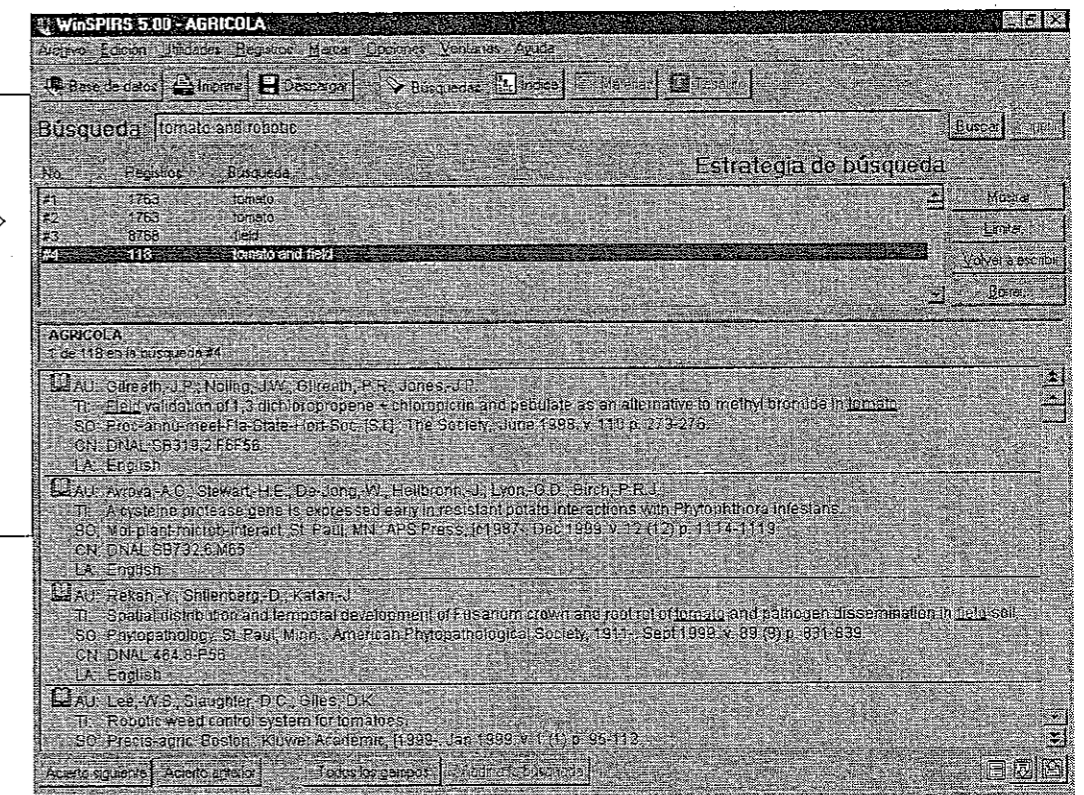 WinSPIRS 5.00 - AGRICOLA
Archivo Edición Utilidades Registros Marcar Opciones Ventanas Ayuda
Base de datos Imprimir Descargar Búsquedas Índice
Búsqueda: tomato and robotic Buscar
Estrategia de búsqueda
No. Registros Búsqueda
#1 1763 tomato
#2 1763 tomato
#3 8768 field
#4 118 tomato and field
Mostrar
Limitar
Volver a escribir
Borrar
AGRICOLA
1 de 118 en la búsqueda #4
AU: Gilreath,-J.P.; Noling,-J.W.; Gilreath,-P.R.; Jones,-J.P.
TI: Field validation of 1,3 dichloropropene + chloropicrin and pebulate as an alternative to methyl bromide in tomato.
SO: Proc-annu-meet-Fla-State-Hort-Soc. [S.l.] : The Society. June 1998. v. 110 p. 273-276.
CN: DNAL SB319.2.F6F56
LA: English
AU: Avrova,-A.O.; Stewart,-H.E.; De-Jong,-W.; Heilbronn,-J.; Lyon,-G.D.; Birch,-P.R.J.
TI: A cysteine protease gene is expressed early in resistant potato interactions with Phytophthora infestans.
SO: Mol-plant-microb-interact. St. Paul, MN : APS Press, [c1987-. Dec 1999. v. 12 (12) p. 1114-1119.
CN: DNAL SB732.6.M65
LA: English
AU: Rekah,-Y.; Shtienberg,-D.; Katan,-J.
TI: Spatial distribution and temporal development of Fusarium crown and root rot of tomato and pathogen dissemination in field soil.
SO: Phytopathology. St. Paul, Minn. : American Phytopathological Society, 1911-. Sept 1999. v. 89 (9) p. 831-839.
CN: DNAL 464.8-P56
LA: English
AU: Lee,-W.S.; Slaughter,-D.C.; Giles,-D.K.
TI: Robotic weed control system for tomatoes.
SO: Precis-agric. Boston : Kluwer Academic, [1999-. Jan 1999. v. 1 (1) p. 95-113.
Acierto siguiente Acierto anterior Todos los campos